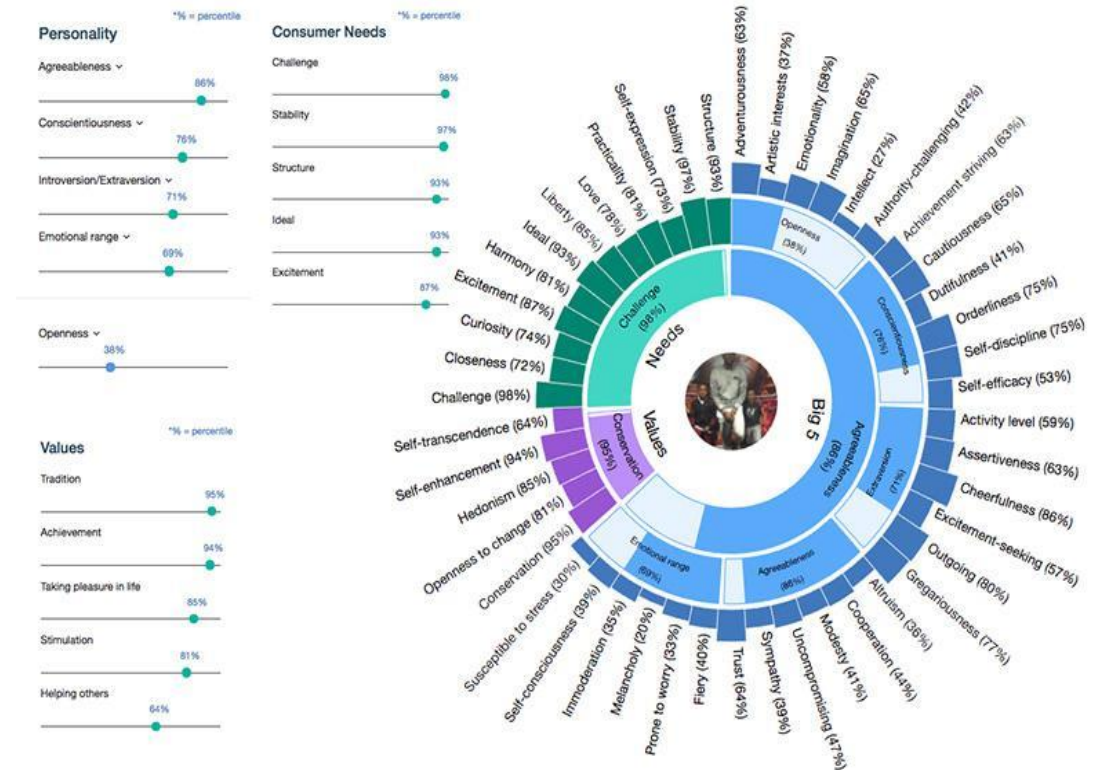 *% = percentile
Personality
Agreeableness
86%
Conscientiousness
76%
Introversion/Extraversion
71%
Emotional range
69%
Openness
38%
*% = percentile
Consumer Needs
Challenge
98%
Stability
97%
Structure
93%
Ideal
93%
Excitement
87%
*% = percentile
Values
Tradition
95%
Achievement
94%
Taking pleasure in life
85%
Stimulation
81%
Helping others
64%
Adventurousness (63%)
Artistic interests (37%)
Emotionality (58%)
Imagination (65%)
Intellect (27%)
Authority-challenging (42%)
Achievement striving (63%)
Cautiousness (65%)
Dutifulness (41%)
Orderliness (75%)
Self-discipline (75%)
Self-efficacy (53%)
Activity level (59%)
Assertiveness (63%)
Cheerfulness (86%)
Excitement-seeking (57%)
Outgoing (80%)
Gregariousness (77%)
Altruism (36%)
Cooperation (44%)
Modesty (41%)
Uncompromising (47%)
Sympathy (39%)
Trust (64%)
Fiery (40%)
Prone to worry (33%)
Melancholy (20%)
Immoderation (35%)
Self-consciousness (39%)
Susceptible to stress (30%)
Conservation (95%)
Openness to change (81%)
Hedonism (85%)
Self-enhancement (94%)
Self-transcendence (64%)
Challenge (98%)
Closeness (72%)
Curiosity (74%)
Excitement (87%)
Harmony (81%)
Ideal (93%)
Liberty (85%)
Love (78%)
Practicality (81%)
Self-expression (73%)
Stability (97%)
Structure (93%)
Openness
(38%)
Conscientiousness
(76%)
Extraversion
(71%)
Agreeableness
(86%)
Emotional range
(69%)
Agreeableness
(86%)
Conservation
(95%)
Challenge
(98%)
Needs
Values
Big 5